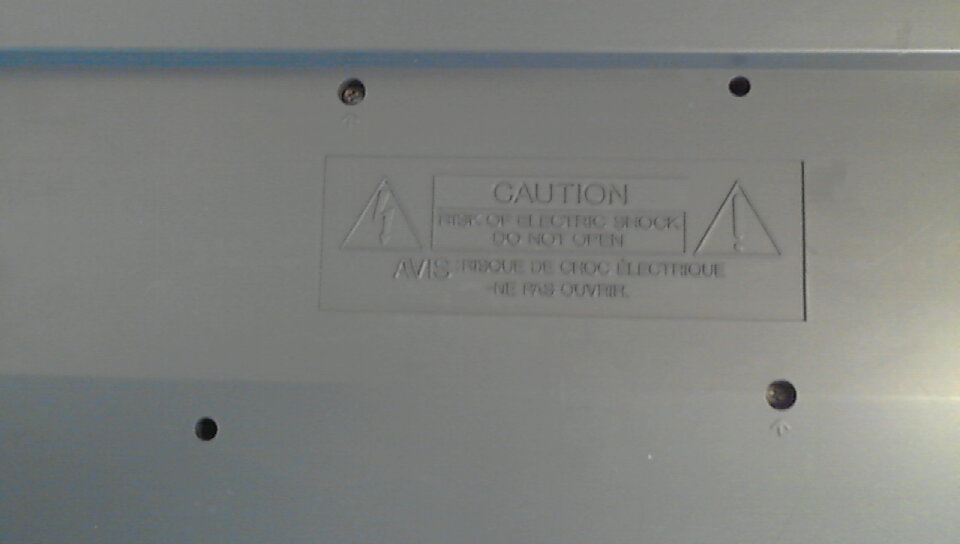 CAUTION
RISK OF ELECTRIC SHOCK
DO NOT OPEN
AVIS: RISQUE DE CROC ÉLECTRIQUE
-NE PAS OUVRIR.